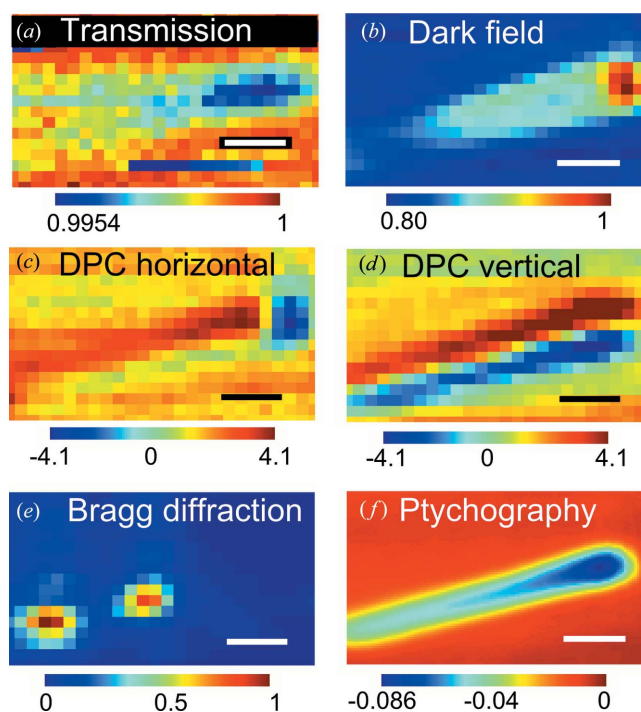 (a) Transmission
(b) Dark field
0.9954 1
0.80 1
(c) DPC horizontal
(d) DPC vertical
-4.1 0 4.1
-4.1 0 4.1
(e) Bragg diffraction
(f) Ptychography
0 0.5 1
-0.086 -0.04 0